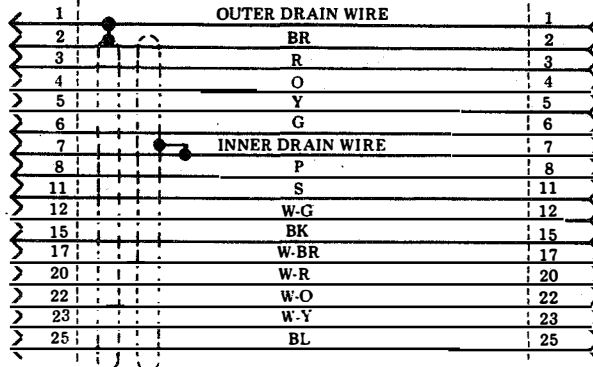 1 OUTER DRAIN WIRE 1
2 BR 2
3 R 3
4 O 4
5 Y 5
6 G 6
7 INNER DRAIN WIRE 7
8 P 8
11 S 11
12 W-G 12
15 BK 15
17 W-BR 17
20 W-R 20
22 W-O 22
23 W-Y 23
25 BL 25